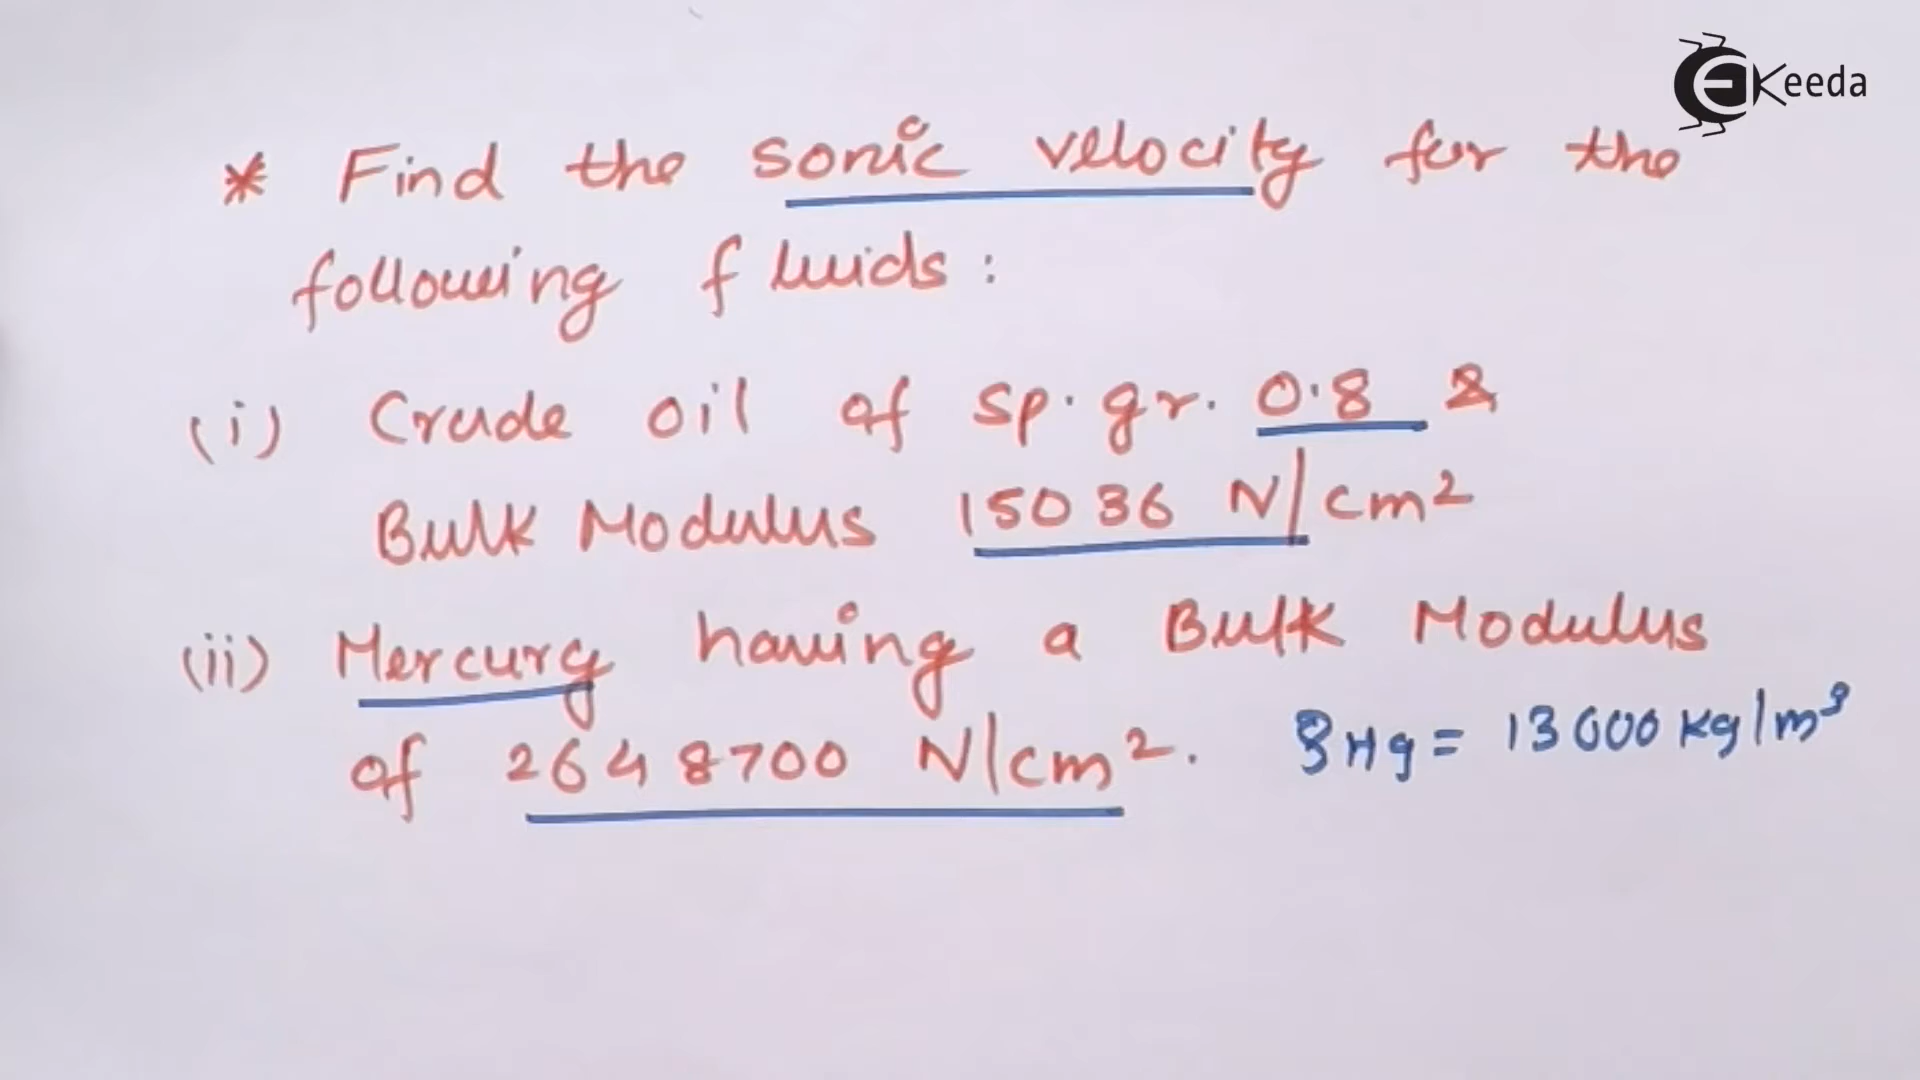 EKeeda
* Find the sonic velocity for the
following fluids :
(i) Crude oil of sp. gr. 0.8 &
Bulk Modulus 15036 N/cm²
(ii) Mercury having a Bulk Modulus
of 2648700 N/cm². ρHg = 13600 kg/m³